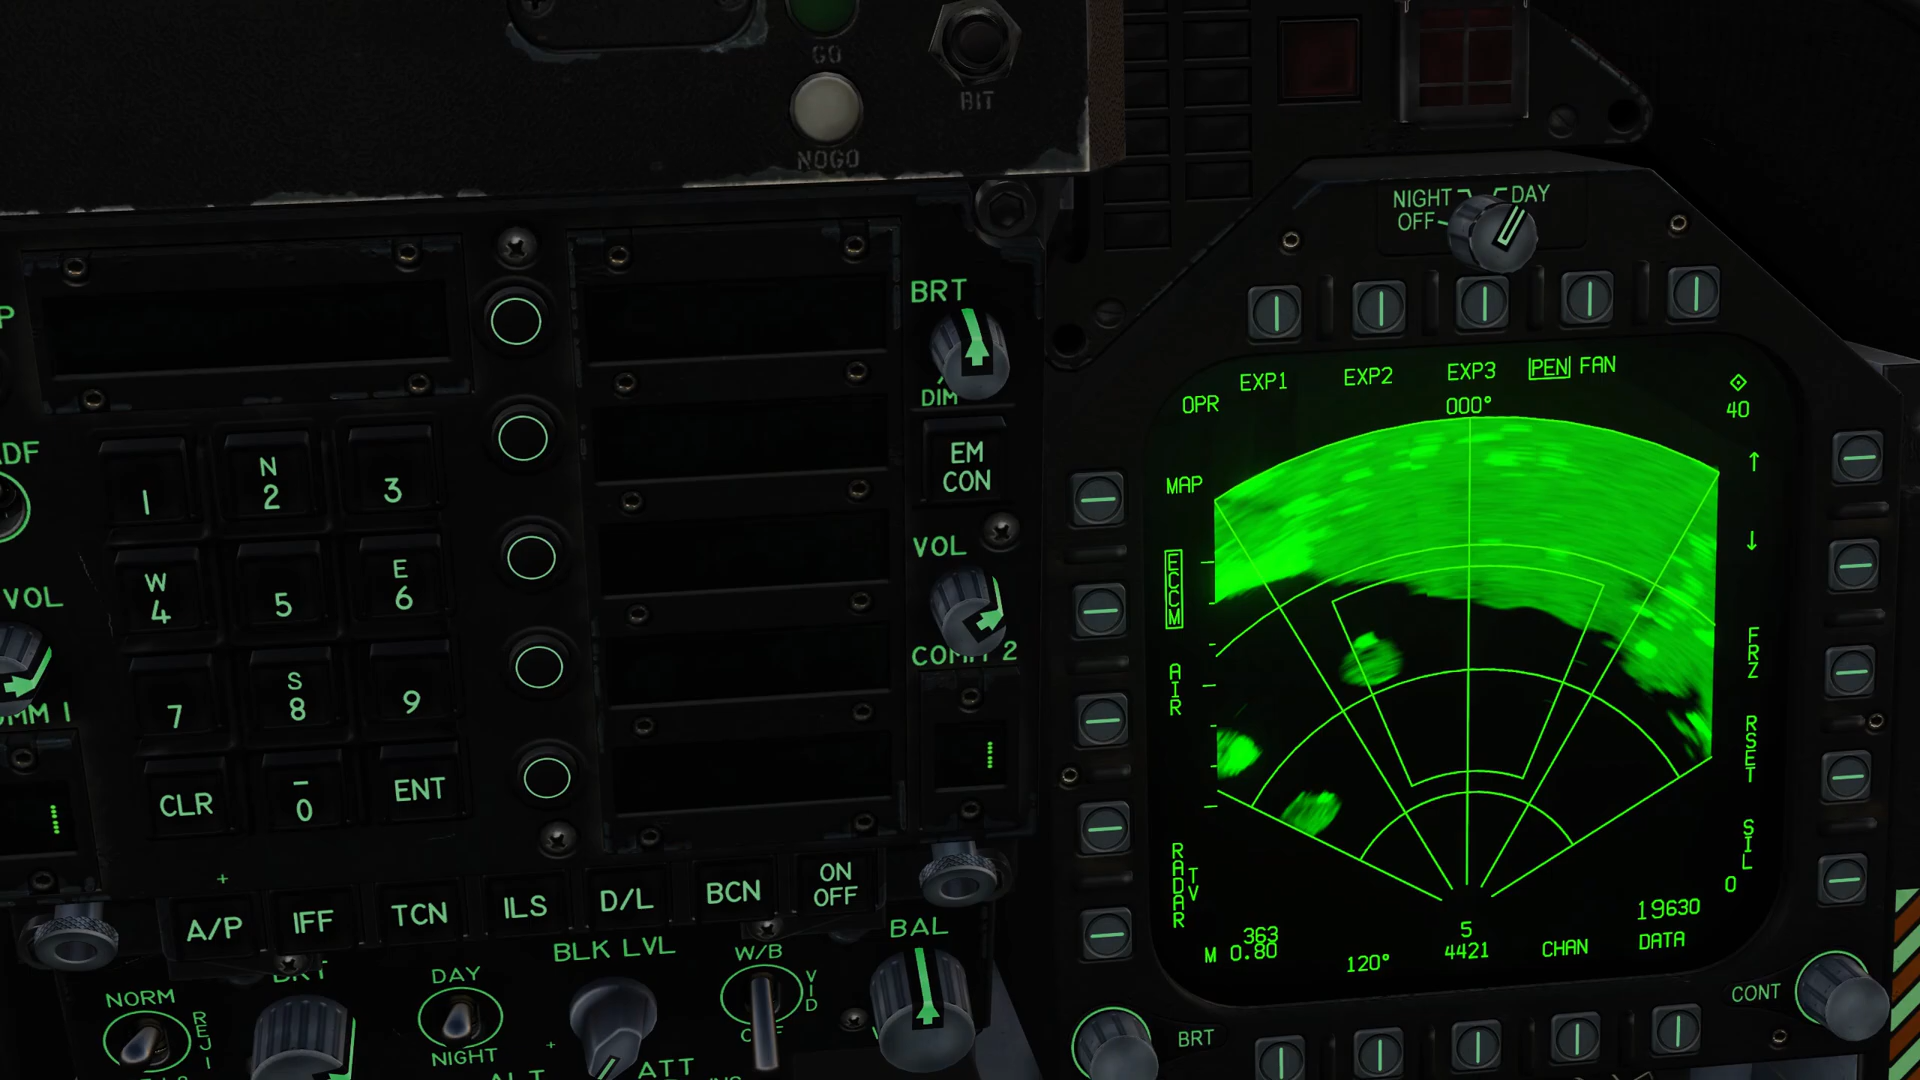 GO
BIT
NOGO
NIGHT
DAY
OFF
BRT
DIM
EM
CON
VOL
COMM 2
1
N
2
3
W
4
5
E
6
7
S
8
9
CLR
–
0
ENT
VOL
A/P
IFF
TCN
ILS
D/L
BCN
ON
OFF
BLK LVL
W/B
VID
BAL
NORM
DAY
NIGHT
OPR
EXP1
EXP2
EXP3
PEN
FAN
000°
40
MAP
ECCM
AIR
RADAR
TV
FRZ
RSET
SIL
0
363
M 0.80
120°
5
4421
CHAN
19630
DATA
BRT
CONT